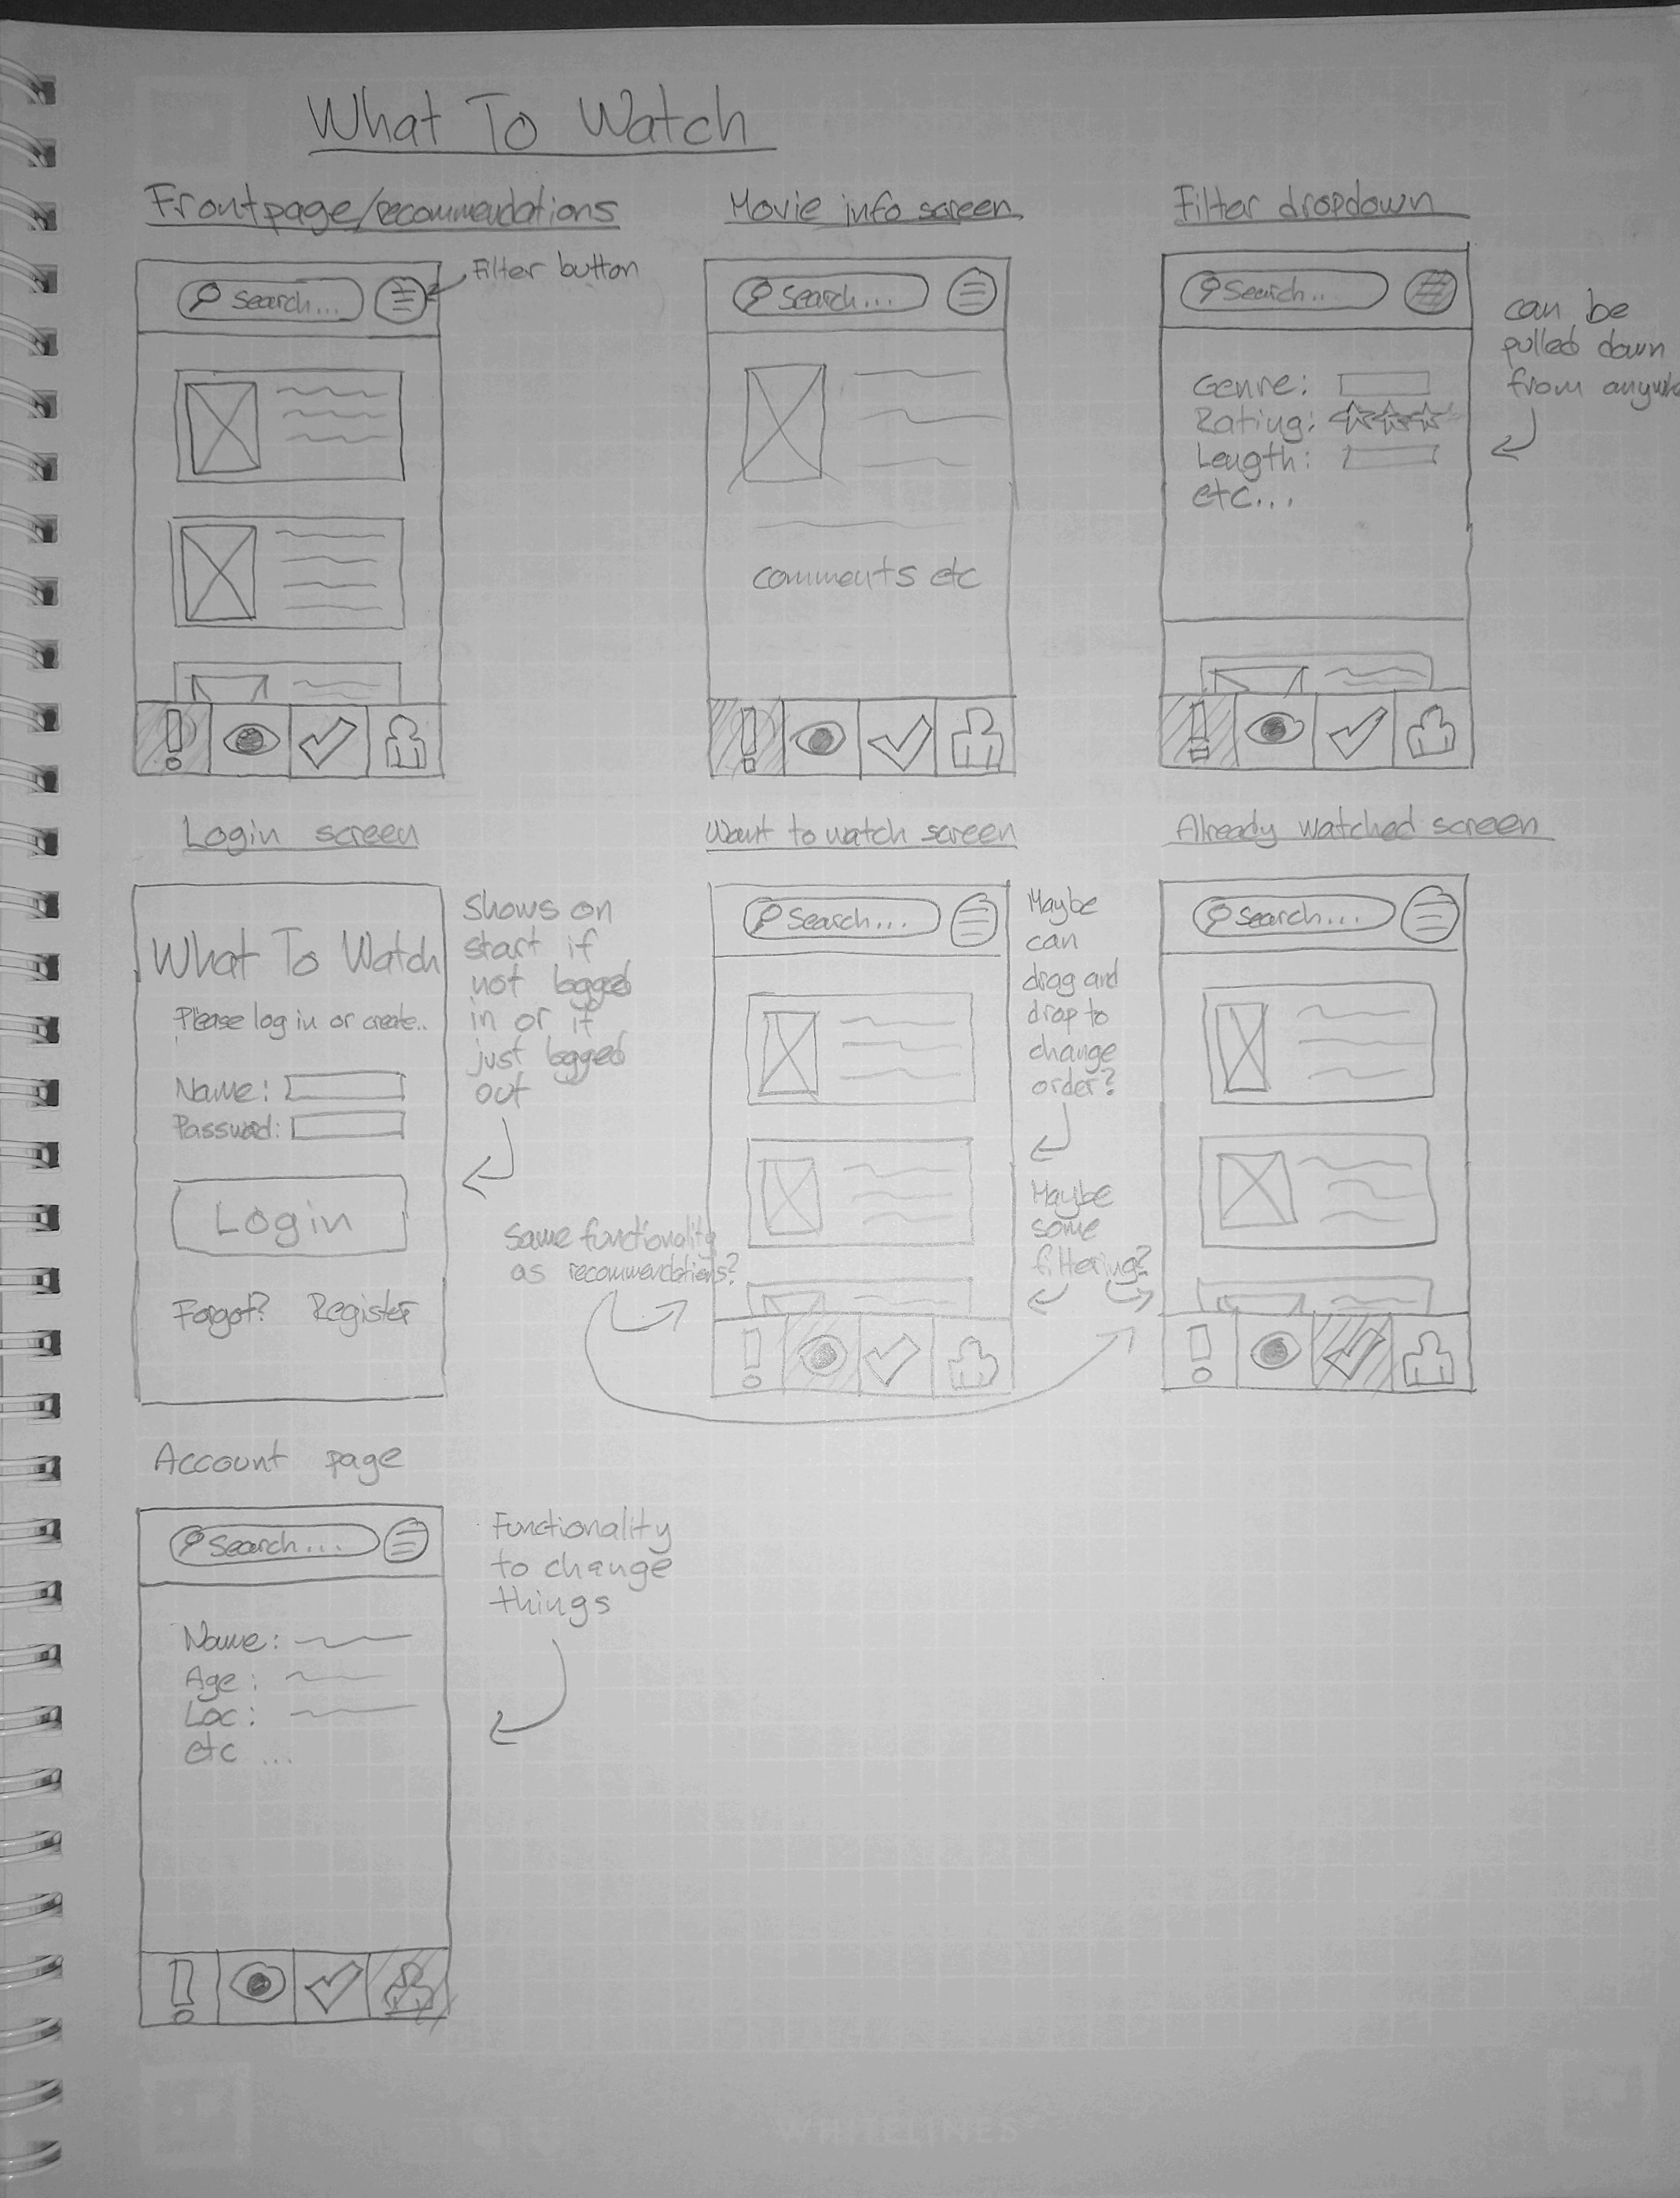 What To Watch
Frontpage/recommendations
Filter button
Search...
Movie info screen
Search...
comments etc
Filter dropdown
Search..
Genre:
Rating:
Length:
etc...
can be
pulled down
from
Login screen
What To Watch
Please log in or create..
Name:
Password:
Login
Forgot? Register
Shows on
start if
not logged
in or if
just logged
out
Want to watch screen
Search...
Maybe
can
drag and
drop to
change
order?
Maybe
some
filtering?
Same functionality
as recommendations?
Already watched screen
Search...
Account page
Search...
Name:
Age:
Loc:
etc ...
Functionality
to change
things
WHITELINES